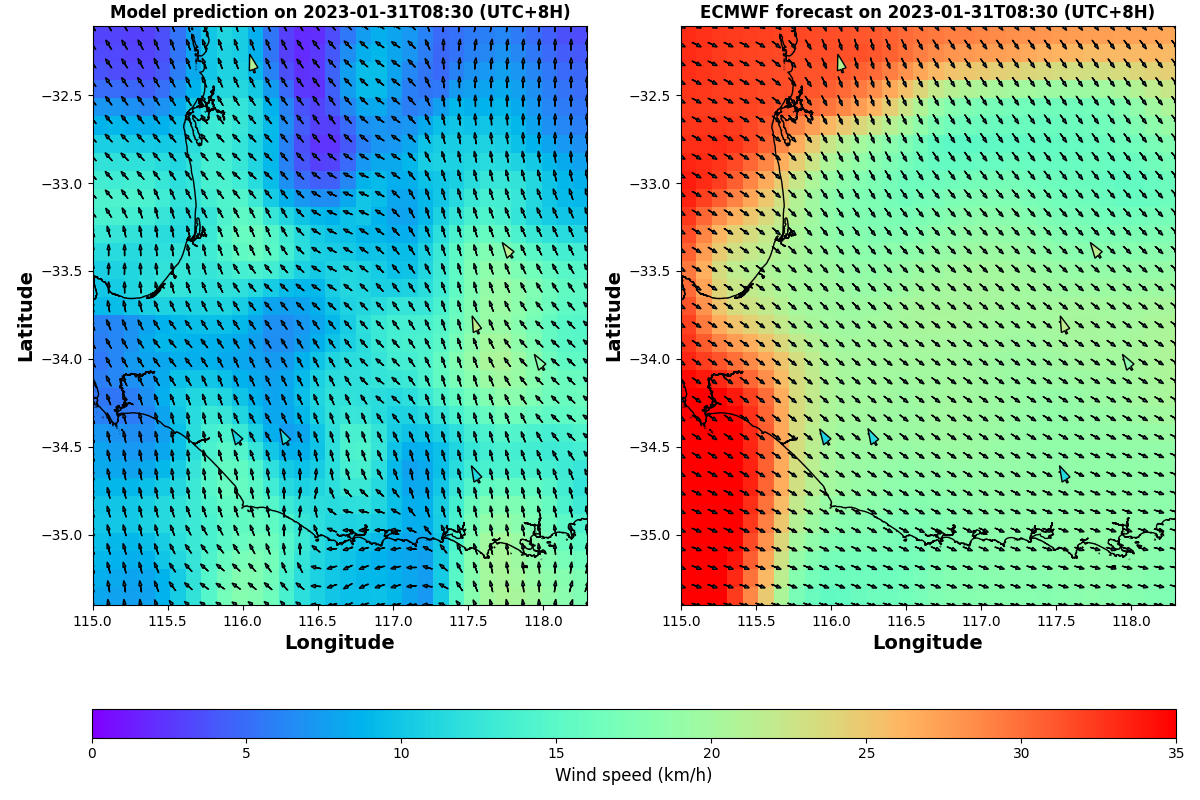 Model prediction on 2023-01-31T08:30 (UTC+8H)
ECMWF forecast on 2023-01-31T08:30 (UTC+8H)
Latitude
−32.5
−33.0
−33.5
−34.0
−34.5
−35.0
115.0 115.5 116.0 116.5 117.0 117.5 118.0
Longitude
Latitude
−32.5
−33.0
−33.5
−34.0
−34.5
−35.0
115.0 115.5 116.0 116.5 117.0 117.5 118.0
Longitude
0 5 10 15 20 25 30 35
Wind speed (km/h)